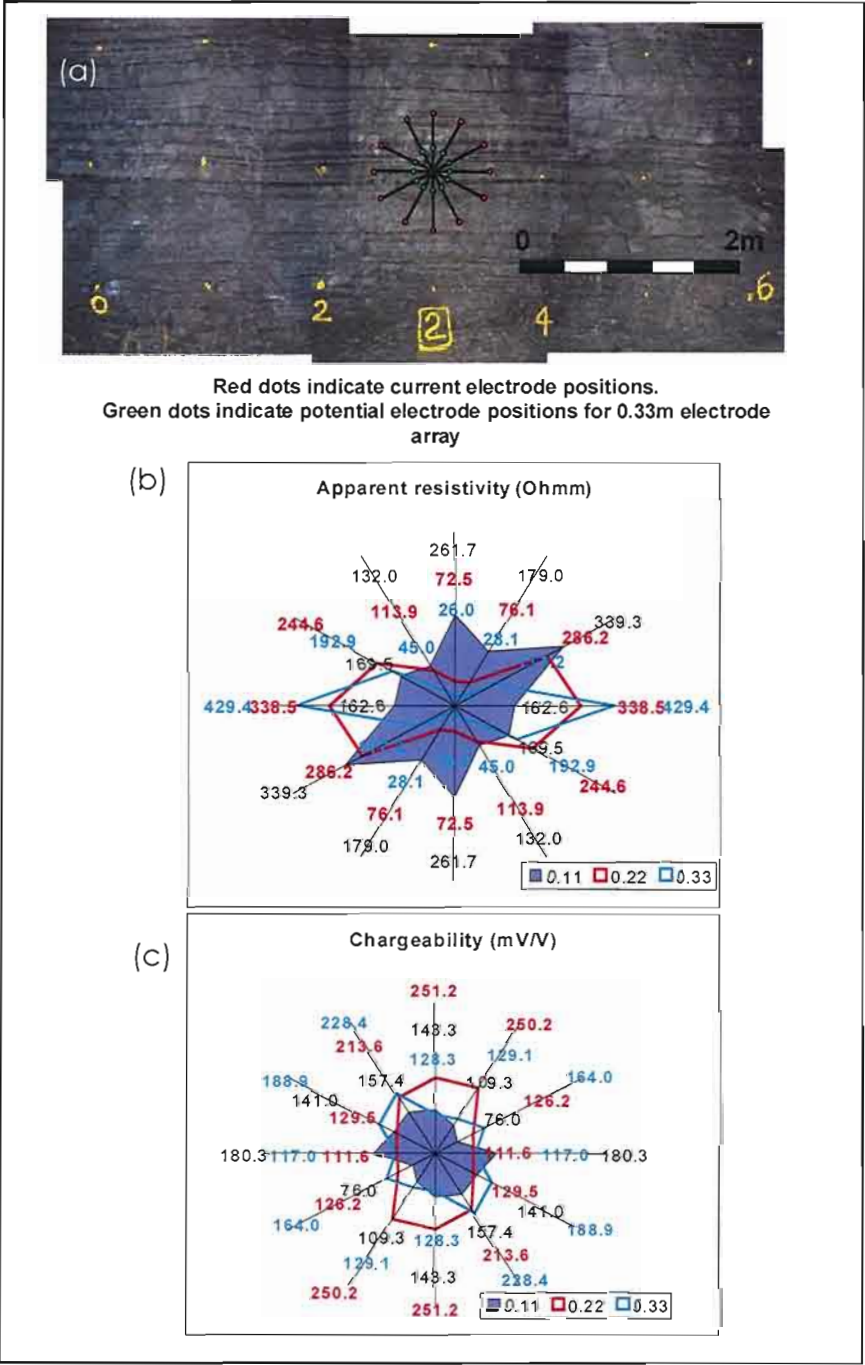 (a)
0 2m
0 2 [2] 4 6
Red dots indicate current electrode positions.
Green dots indicate potential electrode positions for 0.33m electrode
array
(b)
Apparent resistivity (Ohmm)
261.7
132.0 72.5 179.0
113.9 26.0 76.1
244.6 339.3
192.9 45.0 28.1 286.2
169.5
429.4 338.5 162.6 162.6 338.5 429.4
169.5
286.2 45.0 192.9
339.3 28.1 244.6
76.1 72.5 113.9
179.0 132.0
261.7
0.11 0.22 0.33
(c)
Chargeability (mV/V)
251.2
228.4 143.3 250.2
213.6 128.3 129.1
188.9 157.4 109.3 164.0
141.0 126.2
129.5 76.0
180.3 117.0 111.6 111.6 117.0 180.3
76.0 129.5
126.2 141.0
164.0 109.3 128.3 157.4 188.9
129.1 213.6
250.2 143.3 228.4
251.2
0.11 0.22 0.33